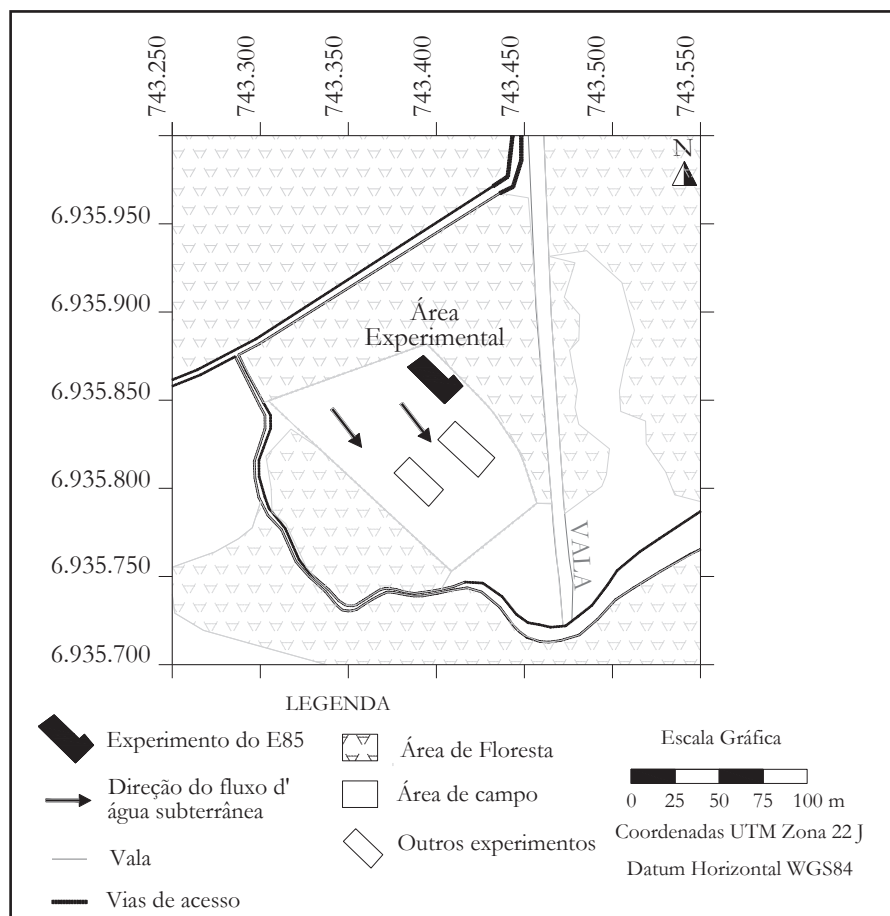 743.250
743.300
743.350
743.400
743.450
743.500
743.550
N
6.935.950
6.935.900
6.935.850
6.935.800
6.935.750
6.935.700
Área
Experimental
VALA
LEGENDA
Experimento do E85
Direção do fluxo d'
água subterrânea
Vala
Vias de acesso
Área de Floresta
Área de campo
Outros experimentos
Escala Gráfica
0 25 50 75 100 m
Coordenadas UTM Zona 22 J
Datum Horizontal WGS84